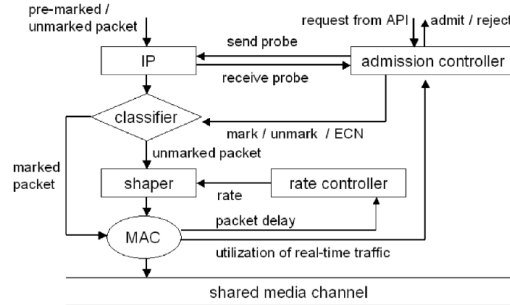 pre-marked /
unmarked packet
request from API
admit / reject
send probe
IP
admission controller
receive probe
classifier
mark / unmark / ECN
unmarked packet
marked
packet
shaper
rate controller
rate
packet delay
MAC
utilization of real-time traffic
shared media channel